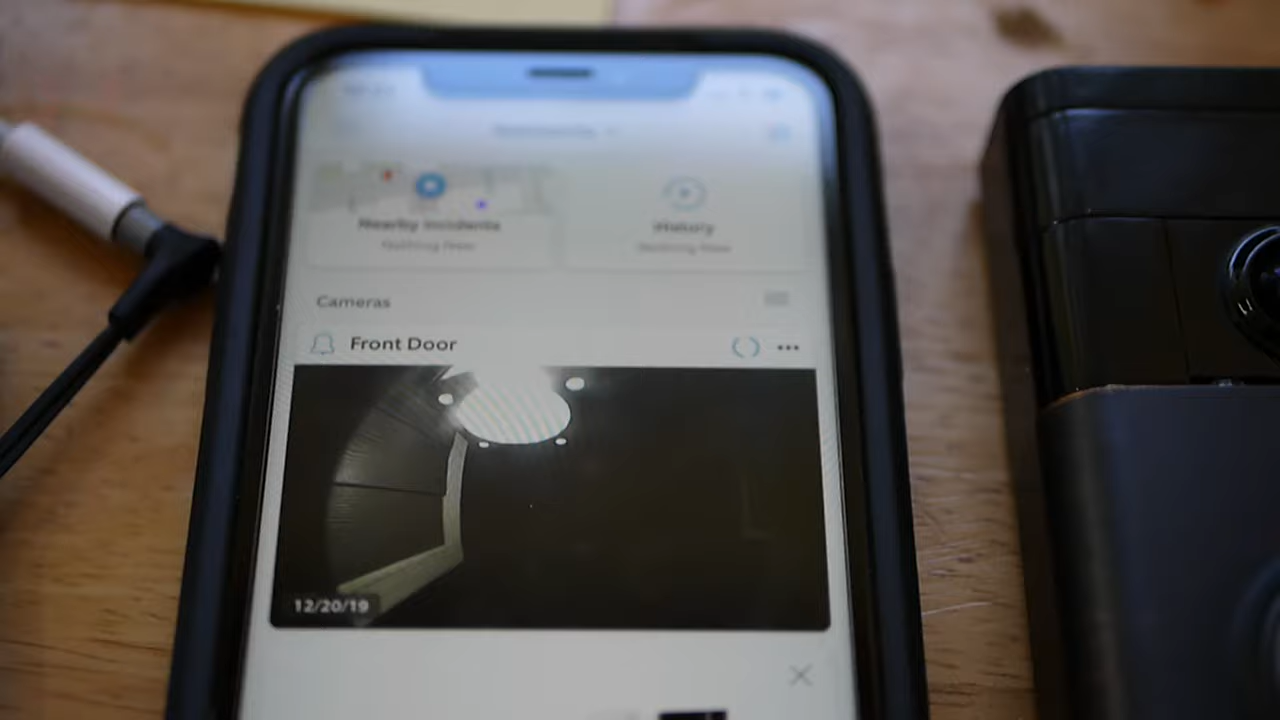 Nearby Incidents
History
Cameras
Front Door
12/20/19